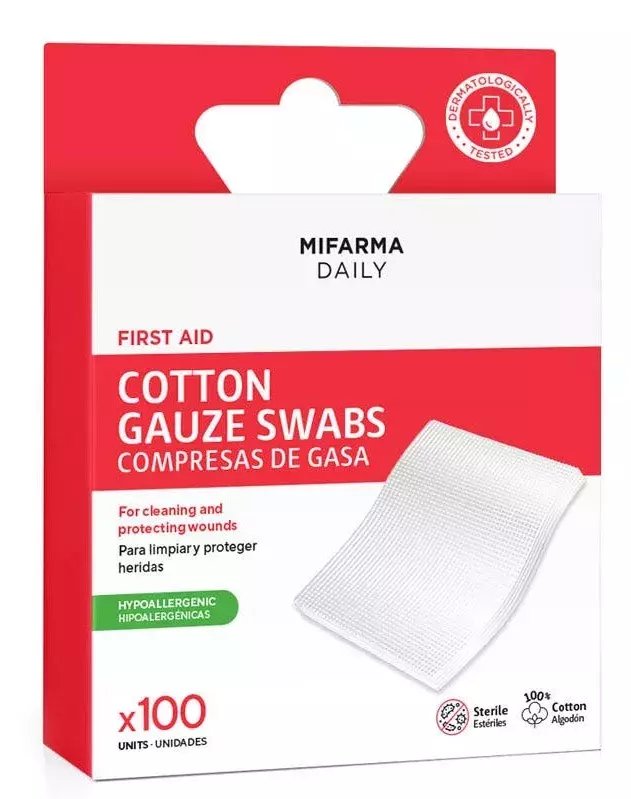 DERMATOLOGICALLY
TESTED
MIFARMA
DAILY
FIRST AID
COTTON
GAUZE SWABS
COMPRESAS DE GASA
For cleaning and
protecting wounds
Para limpiar y proteger
heridas
HYPOALLERGENIC
HIPOALERGÉNICAS
x100
UNITS · UNIDADES
Sterile
Estériles
100%
Cotton
Algodón